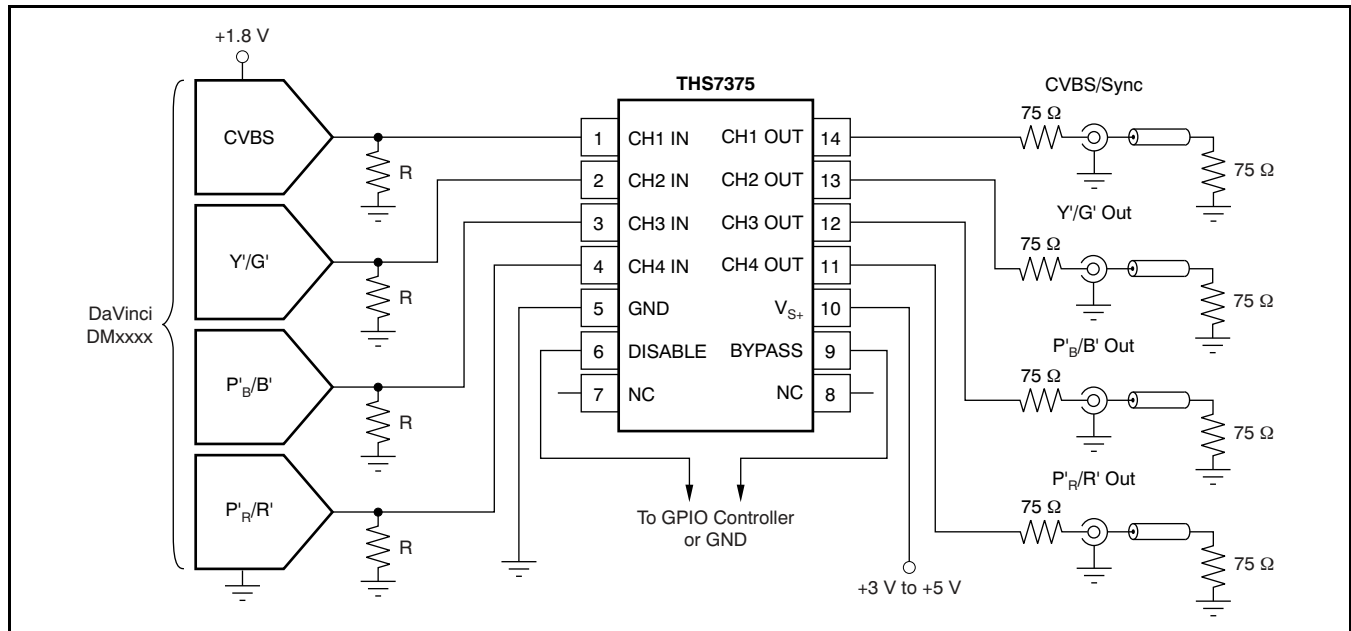 +1.8 V
THS7375
CVBS/Sync
CVBS
R
1 CH1 IN CH1 OUT 14
75 Ω
75 Ω
2 CH2 IN CH2 OUT 13
Y'/G' Out
3 CH3 IN CH3 OUT 12
Y'/G'
R
75 Ω
75 Ω
4 CH4 IN CH4 OUT 11
DaVinci
DMxxxx
5 GND VS+ 10
6 DISABLE BYPASS 9
P'B/B' Out
P'B/B'
R
75 Ω
75 Ω
7 NC NC 8
P'R/R' Out
P'R/R'
R
75 Ω
75 Ω
To GPIO Controller
or GND
+3 V to +5 V